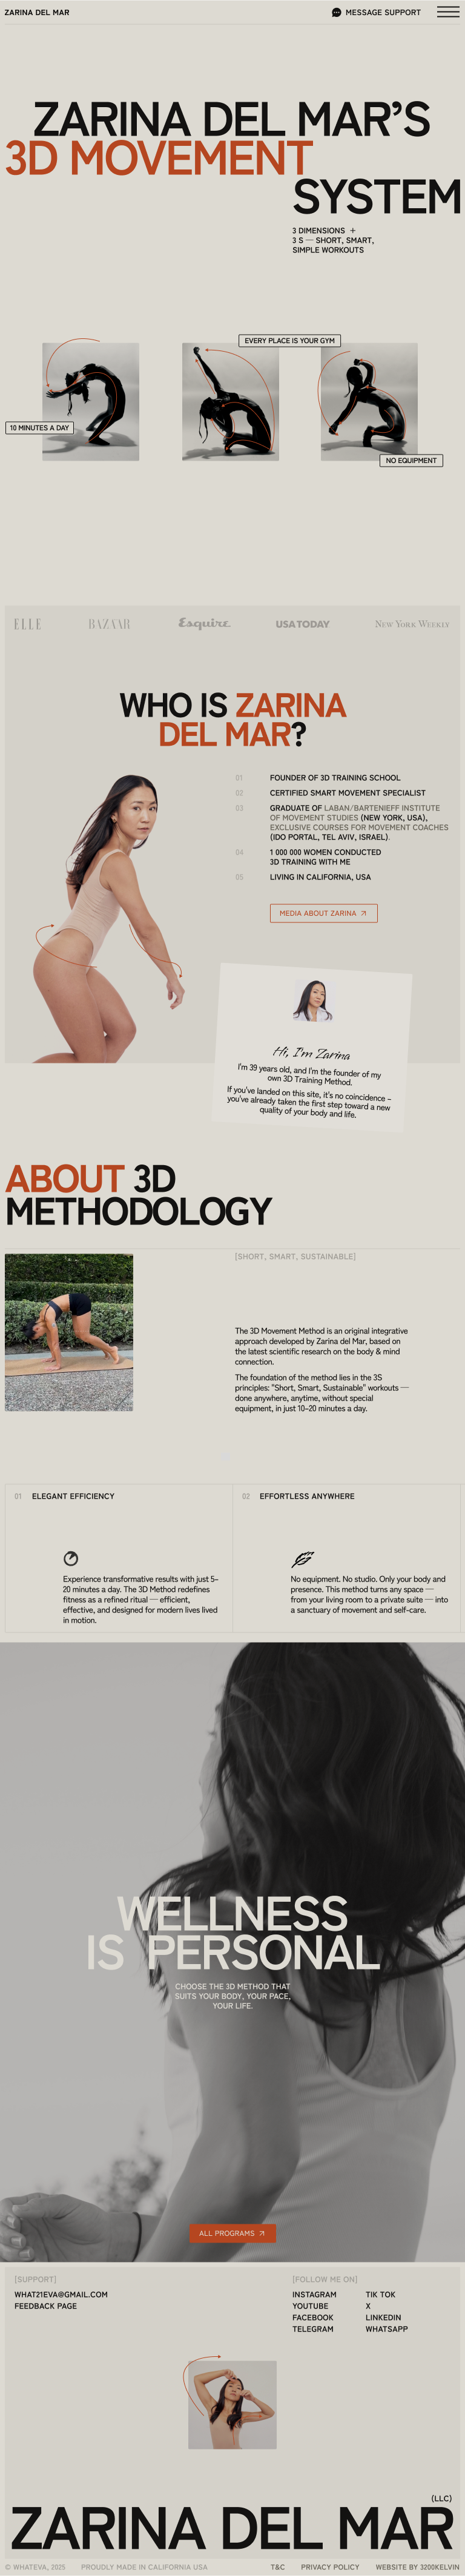 ZARINA DEL MAR
MESSAGE SUPPORT
ZARINA DEL MAR'S
3D MOVEMENT
SYSTEM
3 DIMENSIONS +
3 S — SHORT, SMART,
SIMPLE WORKOUTS
EVERY PLACE IS YOUR GYM
10 MINUTES A DAY
NO EQUIPMENT
ELLE
BAZAAR
Esquire
USA TODAY
New York Weekly
WHO IS ZARINA
DEL MAR?
01 FOUNDER OF 3D TRAINING SCHOOL
02 CERTIFIED SMART MOVEMENT SPECIALIST
03 GRADUATE OF LABAN/BARTENIEFF INSTITUTE
OF MOVEMENT STUDIES (NEW YORK, USA),
EXCLUSIVE COURSES FOR MOVEMENT COACHES
(IDO PORTAL, TEL AVIV, ISRAEL).
04 1 000 000 WOMEN CONDUCTED
3D TRAINING WITH ME
05 LIVING IN CALIFORNIA, USA
MEDIA ABOUT ZARINA
Hi, I'm Zarina
I'm 39 years old, and I'm the founder of my
own 3D Training Method.
If you've landed on this site, it's no coincidence –
you've already taken the first step toward a new
quality of your body and life.
ABOUT 3D
METHODOLOGY
[SHORT, SMART, SUSTAINABLE]
The 3D Movement Method is an original integrative
approach developed by Zarina del Mar, based on
the latest scientific research on the body & mind
connection.
The foundation of the method lies in the 3S
principles: "Short, Smart, Sustainable" workouts —
done anywhere, anytime, without special
equipment, in just 10–20 minutes a day.
01 ELEGANT EFFICIENCY
Experience transformative results with just 5–
20 minutes a day. The 3D Method redefines
fitness as a refined ritual — efficient,
effective, and designed for modern lives lived
in motion.
02 EFFORTLESS ANYWHERE
No equipment. No studio. Only your body and
presence. This method turns any space —
from your living room to a private suite — into
a sanctuary of movement and self-care.
WELLNESS
IS PERSONAL
CHOOSE THE 3D METHOD THAT
SUITS YOUR BODY, YOUR PACE,
YOUR LIFE.
ALL PROGRAMS
[SUPPORT]
WHAT21EVA@GMAIL.COM
FEEDBACK PAGE
[FOLLOW ME ON]
INSTAGRAM
YOUTUBE
FACEBOOK
TELEGRAM
TIK TOK
X
LINKEDIN
WHATSAPP
(LLC)
ZARINA DEL MAR
© WHATEVA, 2025 PROUDLY MADE IN CALIFORNIA USA T&C PRIVACY POLICY WEBSITE BY 3200KELVIN